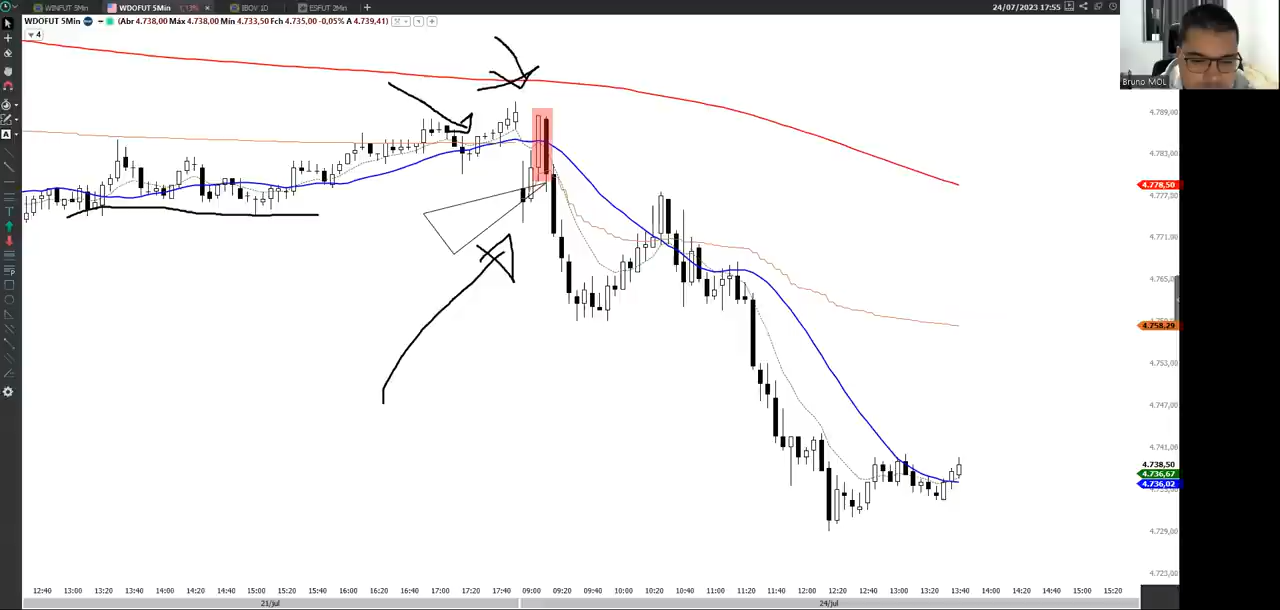 WINFUT 5Min
WDOFUT 5Min
IBOV 1D
ESFUT 2Min
24/07/2023 17:55
WDOFUT 5Min
(Abr 4.738,00 Máx 4.738,00 Mín 4.733,50 Fch 4.735,00 -0,05% A 4.739,41)
4
Bruno MOL
4.789,00
4.783,00
4.778,50
4.777,00
4.771,00
4.765,00
4.758,29
4.753,00
4.747,00
4.741,00
4.738,50
4.736,67
4.736,02
4.729,00
4.723,00
12:40 13:00 13:20 13:40 14:00 14:20 14:40 15:00 15:20 15:40 16:00 16:20 16:40 17:00 17:20 17:40 09:00 09:20 09:40 10:00 10:20 10:40 11:00 11:20 11:40 12:00 12:20 12:40 13:00 13:20 13:40 14:00 14:20 14:40 15:00 15:20
21/jul
24/jul